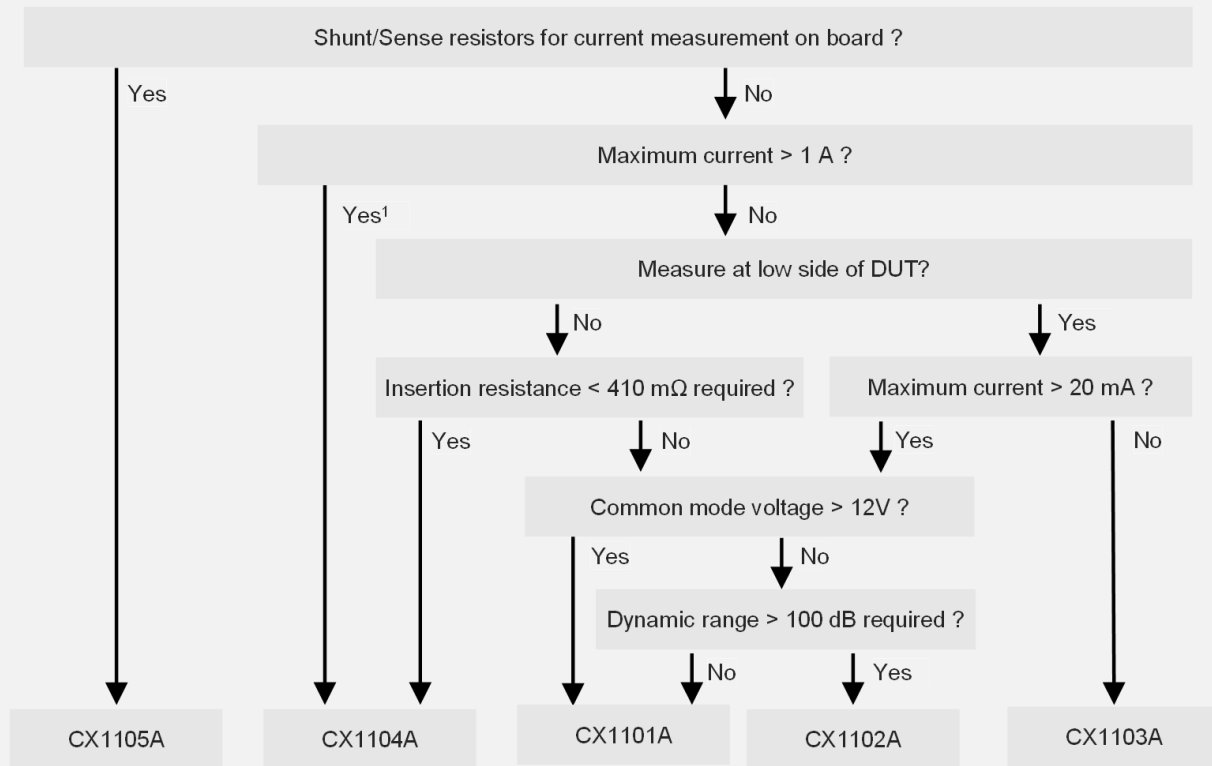 Shunt/Sense resistors for current measurement on board ?
Yes
No
Maximum current > 1 A ?
Yes¹
No
Measure at low side of DUT?
No
Yes
Insertion resistance < 410 mΩ required ?
Maximum current > 20 mA ?
Yes
No
Yes
No
Common mode voltage > 12V ?
Yes
No
Dynamic range > 100 dB required ?
No
Yes
CX1105A
CX1104A
CX1101A
CX1102A
CX1103A